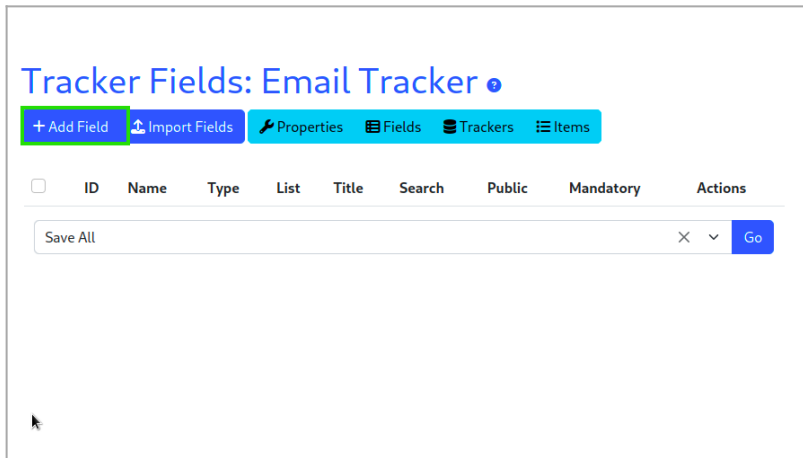 Tracker Fields: Email Tracker ?
+ Add Field Import Fields Properties Fields Trackers Items
ID Name Type List Title Search Public Mandatory Actions
Save All Go